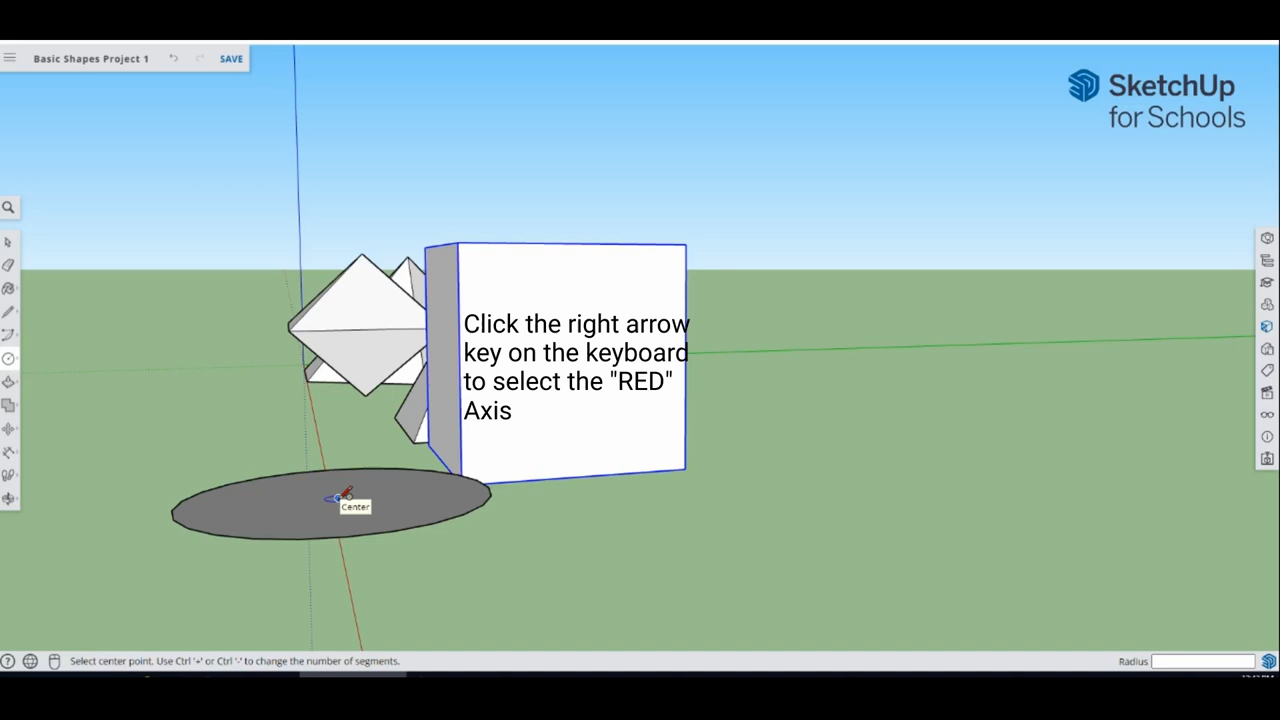 Basic Shapes Project 1
SAVE
SketchUp
for Schools
Click the right arrow
key on the keyboard
to select the "RED"
Axis
Center
Select center point. Use Ctrl '+' or Ctrl '-' to change the number of segments.
Radius